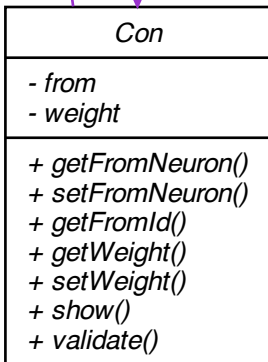 Con
- from
- weight
+ getFromNeuron()
+ setFromNeuron()
+ getFromId()
+ getWeight()
+ setWeight()
+ show()
+ validate()